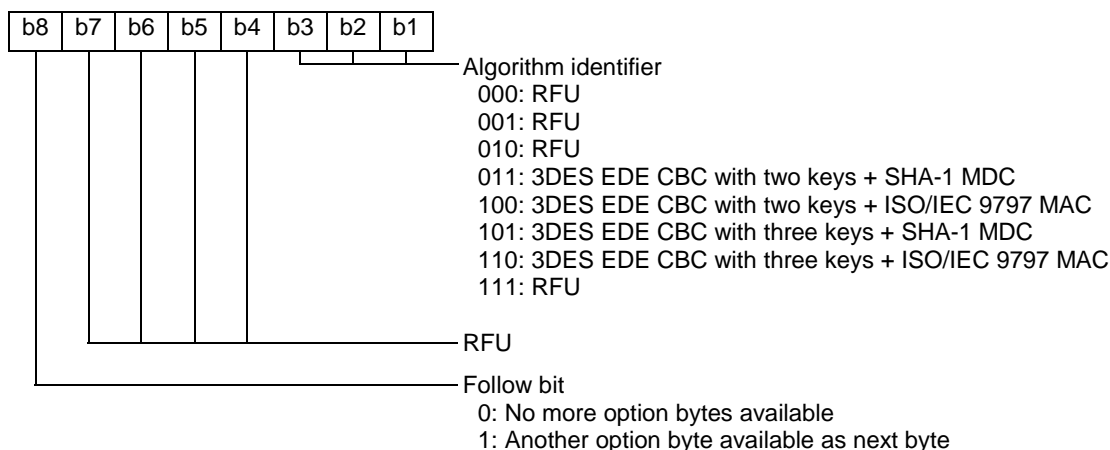 b8 b7 b6 b5 b4 b3 b2 b1
Algorithm identifier
000: RFU
001: RFU
010: RFU
011: 3DES EDE CBC with two keys + SHA-1 MDC
100: 3DES EDE CBC with two keys + ISO/IEC 9797 MAC
101: 3DES EDE CBC with three keys + SHA-1 MDC
110: 3DES EDE CBC with three keys + ISO/IEC 9797 MAC
111: RFU
RFU
Follow bit
0: No more option bytes available
1: Another option byte available as next byte